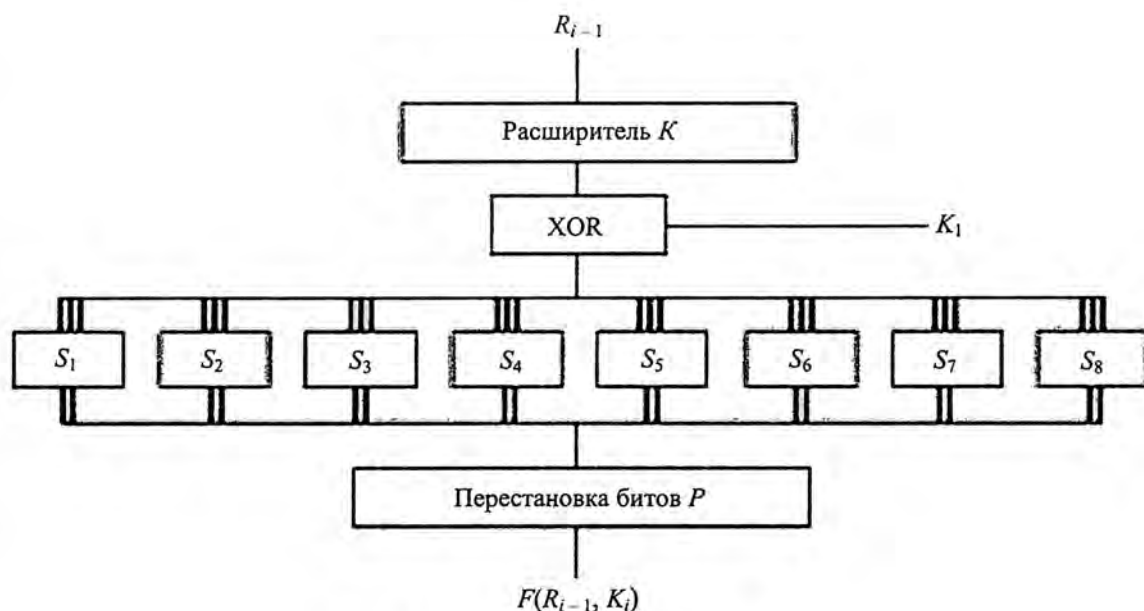 R_{i – 1}
Расширитель K
XOR
K_1
S_1 S_2 S_3 S_4 S_5 S_6 S_7 S_8
Перестановка битов P
F(R_{i – 1}, K_i)